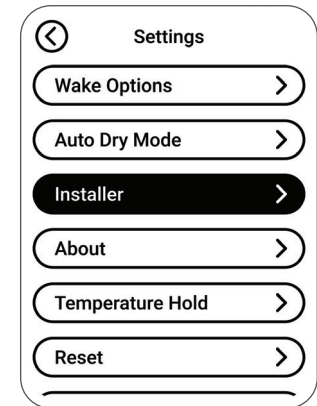 Settings
Wake Options
Auto Dry Mode
Installer
About
Temperature Hold
Reset